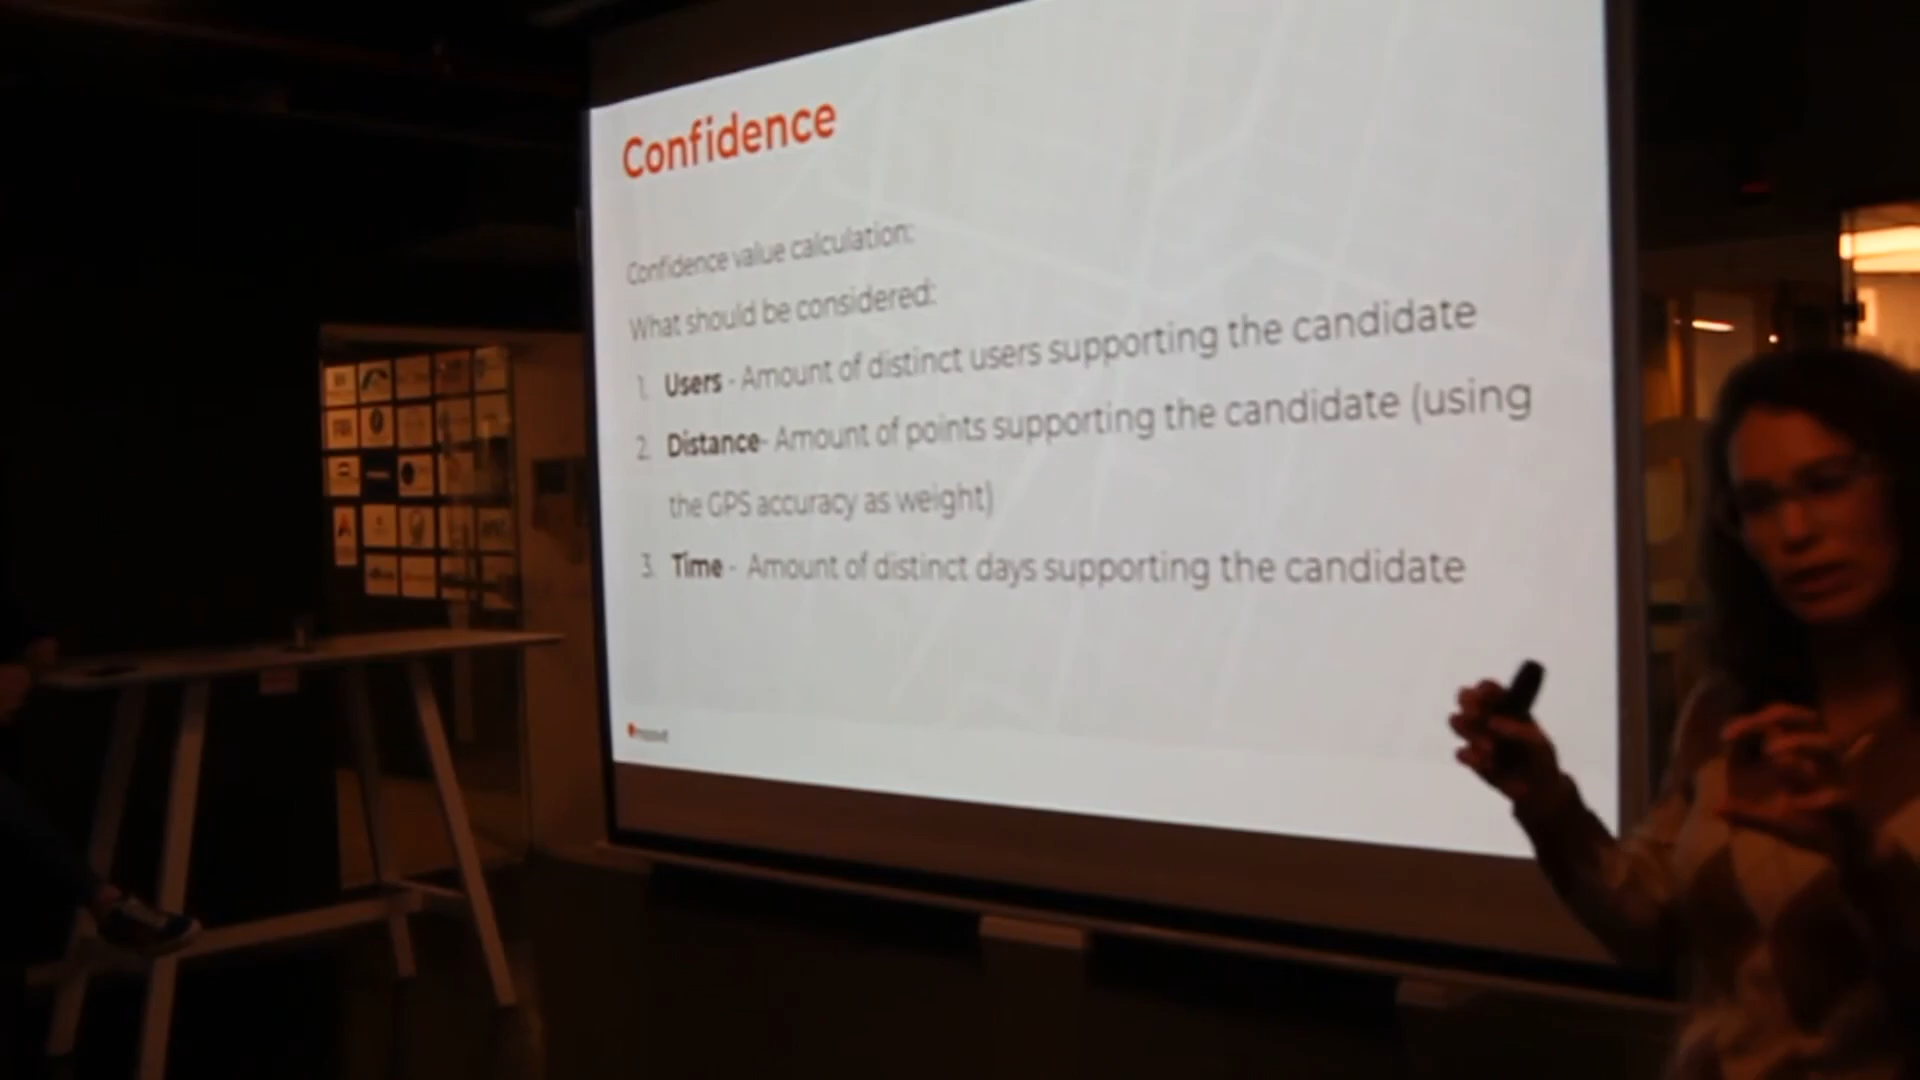 Confidence
Confidence value calculation:
What should be considered:
1. Users - Amount of distinct users supporting the candidate
2. Distance- Amount of points supporting the candidate (using
the GPS accuracy as weight)
3. Time - Amount of distinct days supporting the candidate
moovit